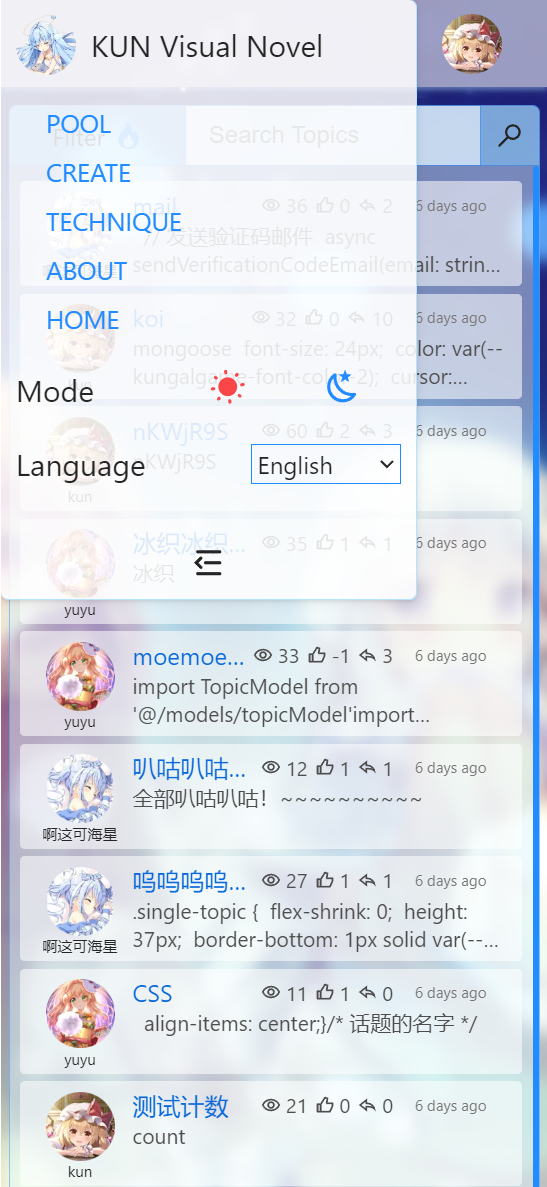 KUN Visual Novel
POOL
Filter
Search Topics
CREATE
mail 36 0 2 6 days ago
TECHNIQUE
// 发送验证码邮件 async
sendVerificationCodeEmail(email: strin...
啊这可海星
ABOUT
HOME
koi 32 0 10 6 days ago
mongoose font-size: 24px; color: var(--
kungalgame-font-color-2); cursor:...
kun
Mode
nKWjR9S 60 2 3 6 days ago
nKWjR9S
Language
English
kun
冰织冰织... 35 1 1 6 days ago
冰织
yuyu
moemoe... 33 -1 3 6 days ago
import TopicModel from
'@/models/topicModel'import...
yuyu
叭咕叭咕... 12 1 1 6 days ago
全部叭咕叭咕！~~~~~~~~~~
啊这可海星
呜呜呜呜... 27 1 1 6 days ago
.single-topic { flex-shrink: 0; height:
37px; border-bottom: 1px solid var(--...
啊这可海星
CSS 11 1 0 6 days ago
align-items: center;}/* 话题的名字 */
yuyu
测试计数 21 0 0 6 days ago
count
kun